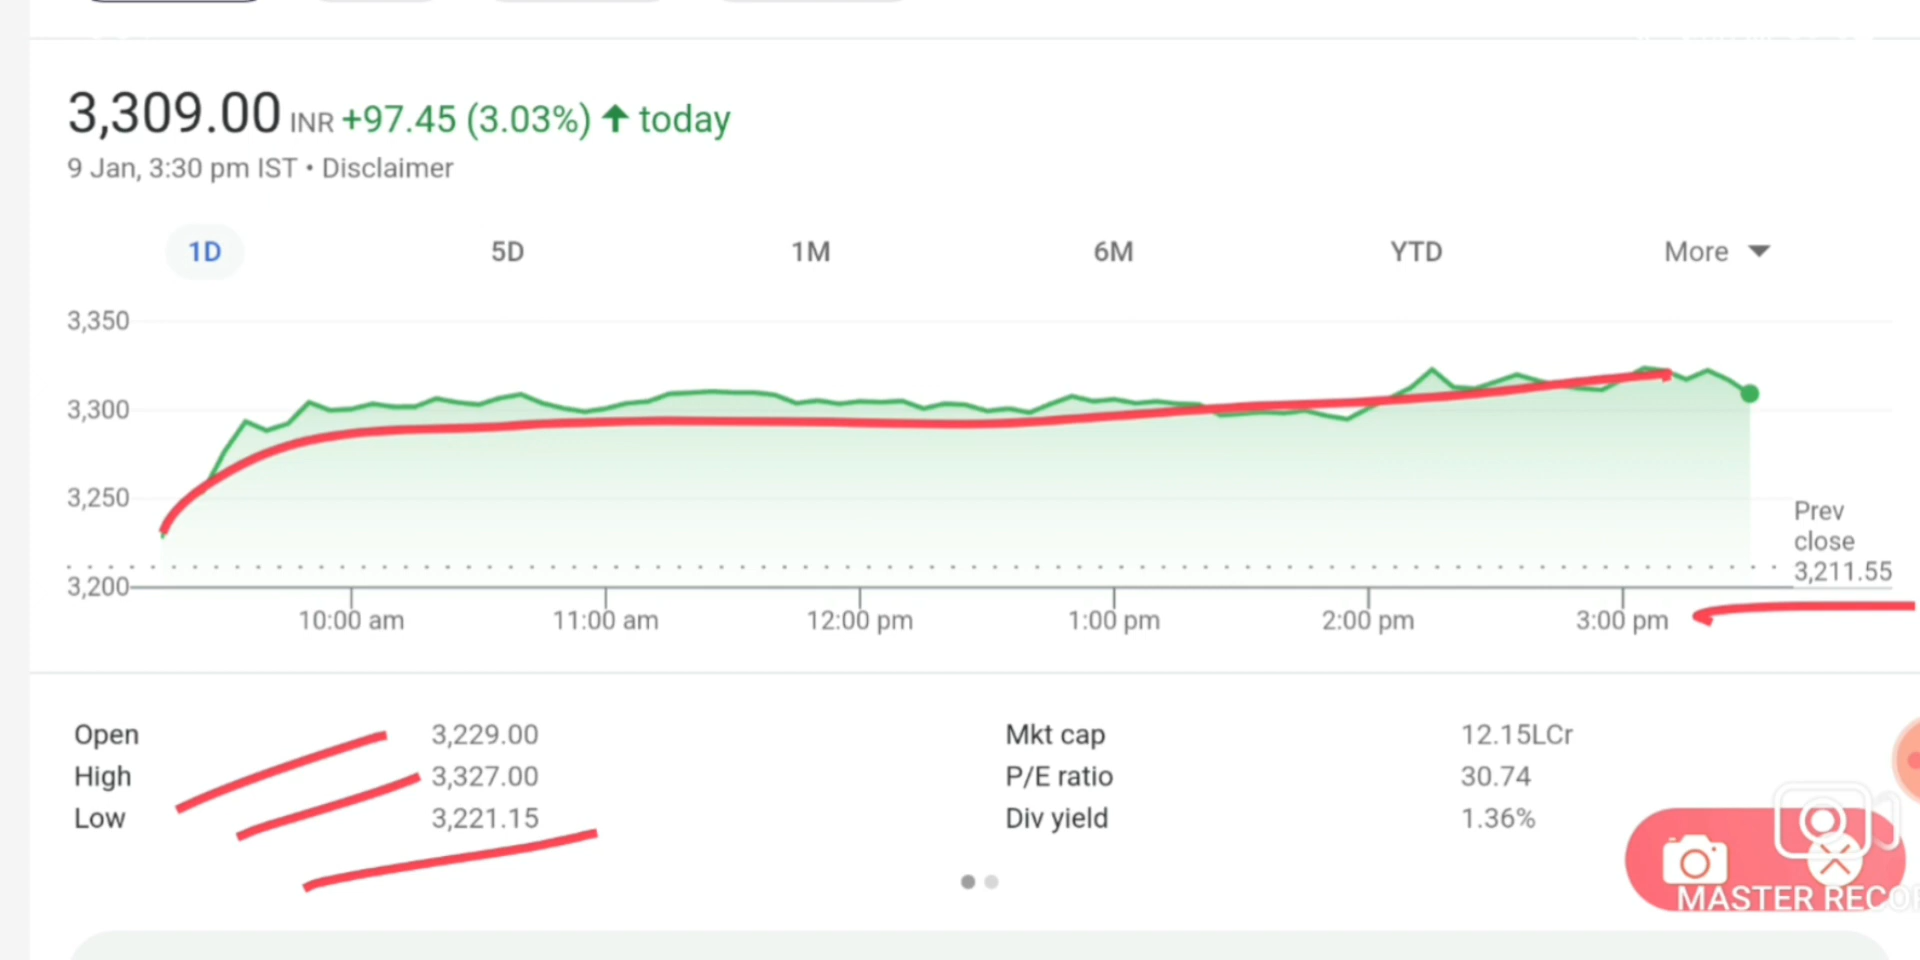 3,309.00 INR +97.45 (3.03%) ↑ today
9 Jan, 3:30 pm IST • Disclaimer
1D 5D 1M 6M YTD More
3,350
3,300
3,250
3,200
Prev
close
3,211.55
10:00 am 11:00 am 12:00 pm 1:00 pm 2:00 pm 3:00 pm
Open 3,229.00 Mkt cap 12.15LCr
High 3,327.00 P/E ratio 30.74
Low 3,221.15 Div yield 1.36%
MASTER